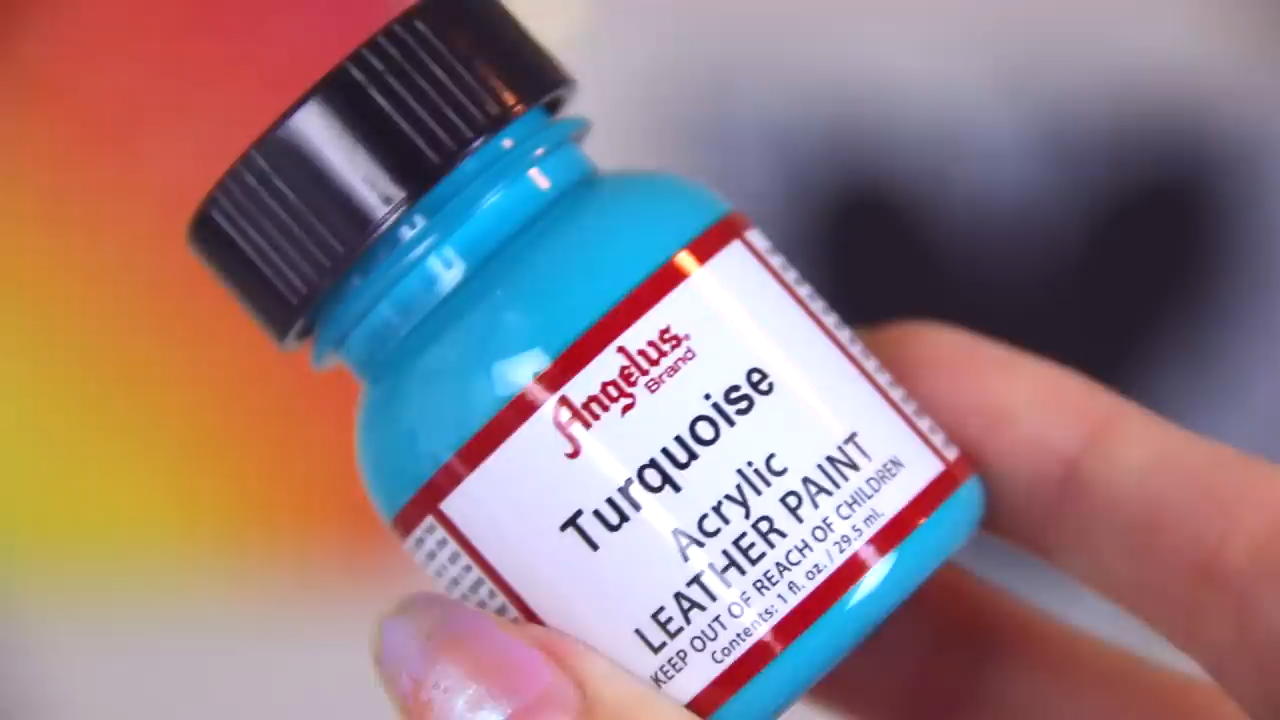 Angelus®
Brand
Turquoise
Acrylic
LEATHER PAINT
KEEP OUT OF REACH OF CHILDREN
Contents: 1 fl. oz. / 29.5 mL